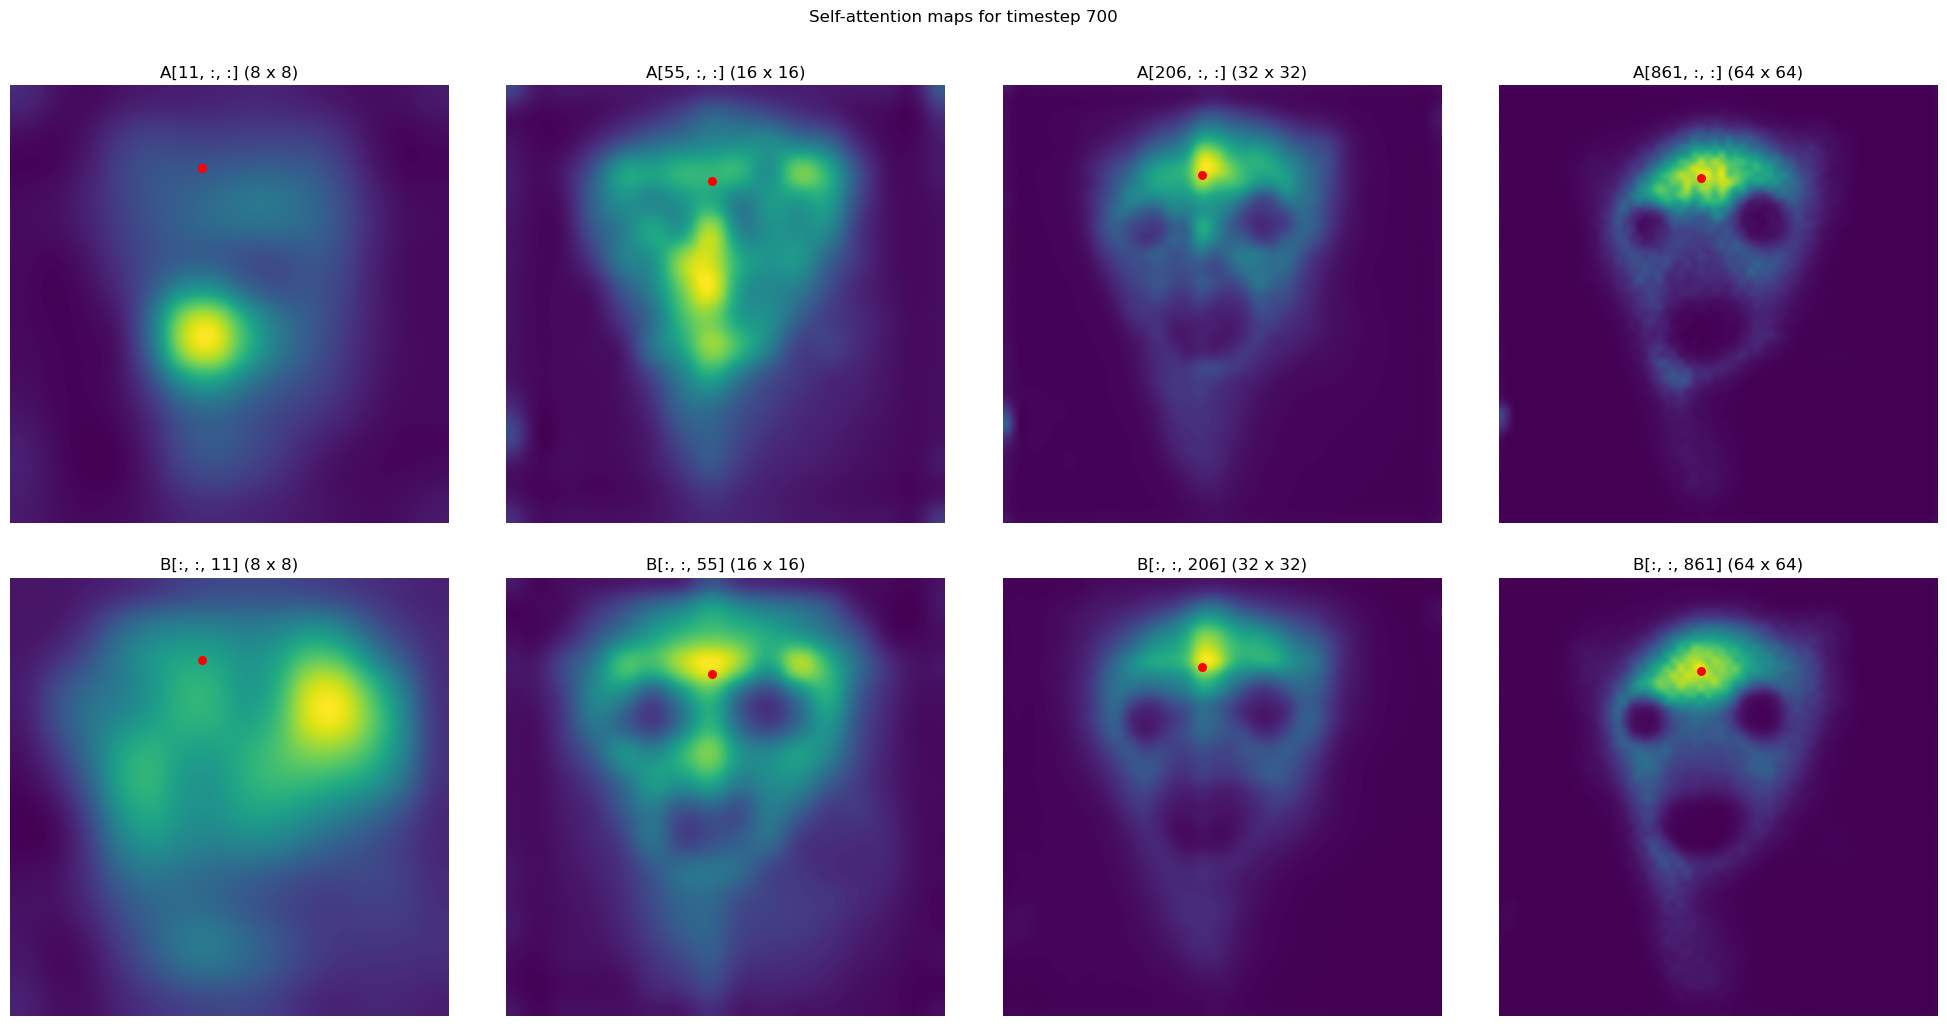 Self-attention maps for timestep 700
A[11, :, :] (8 x 8)
A[55, :, :] (16 x 16)
A[206, :, :] (32 x 32)
A[861, :, :] (64 x 64)
B[:, :, 11] (8 x 8)
B[:, :, 55] (16 x 16)
B[:, :, 206] (32 x 32)
B[:, :, 861] (64 x 64)